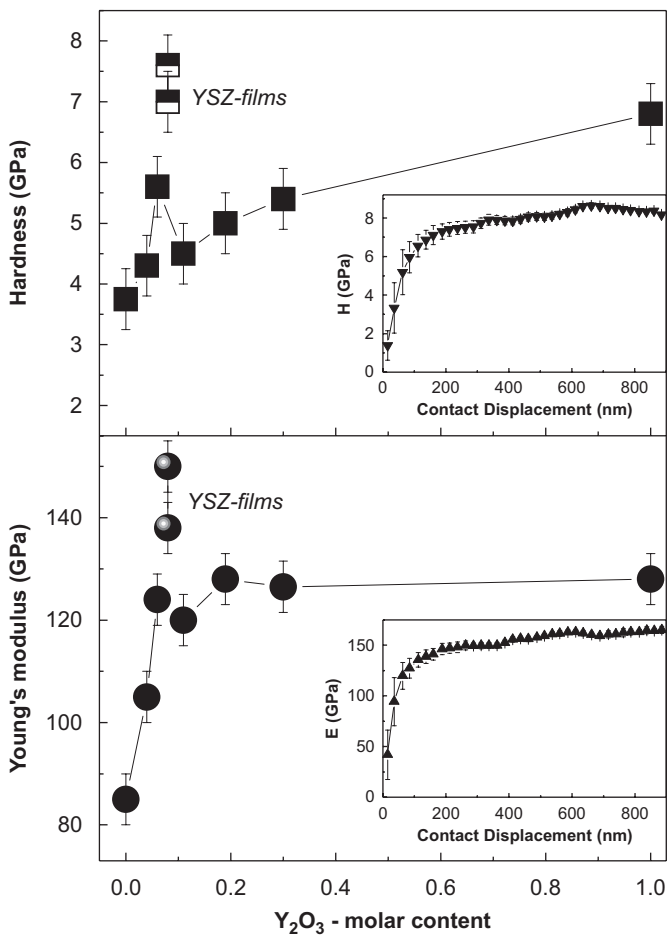 8
7
6
5
4
3
2
Hardness (GPa)
YSZ-films
8
6
4
2
0
H (GPa)
0 200 400 600 800
Contact Displacement (nm)
140
120
100
80
Young's modulus (GPa)
YSZ-films
150
100
50
0
E (GPa)
0 200 400 600 800
Contact Displacement (nm)
0.0 0.2 0.4 0.6 0.8 1.0
Y₂O₃ - molar content